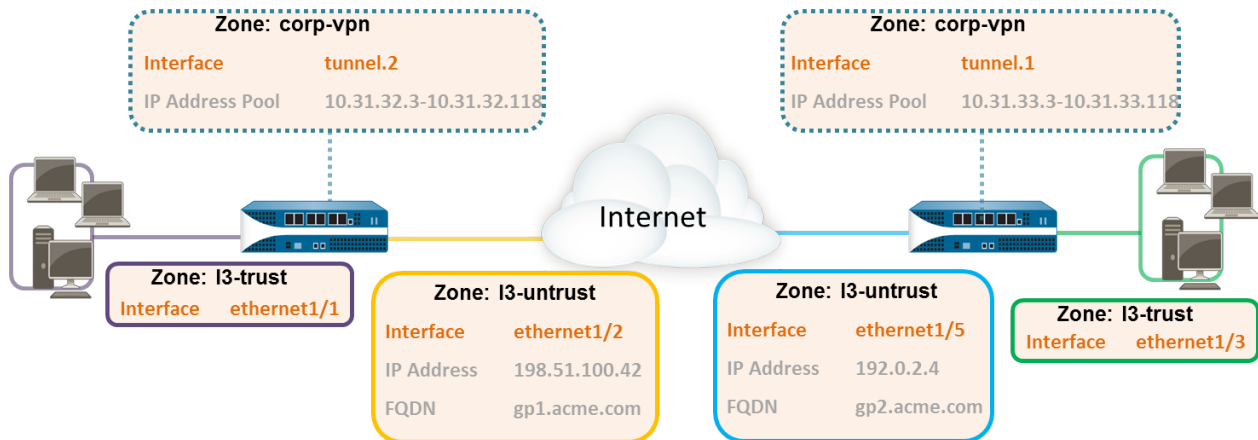 Zone: corp-vpn
Interface tunnel.2
IP Address Pool 10.31.32.3-10.31.32.118
Zone: corp-vpn
Interface tunnel.1
IP Address Pool 10.31.33.3-10.31.33.118
Internet
Zone: l3-trust
Interface ethernet1/1
Zone: l3-untrust
Interface ethernet1/2
IP Address 198.51.100.42
FQDN gp1.acme.com
Zone: l3-untrust
Interface ethernet1/5
IP Address 192.0.2.4
FQDN gp2.acme.com
Zone: l3-trust
Interface ethernet1/3